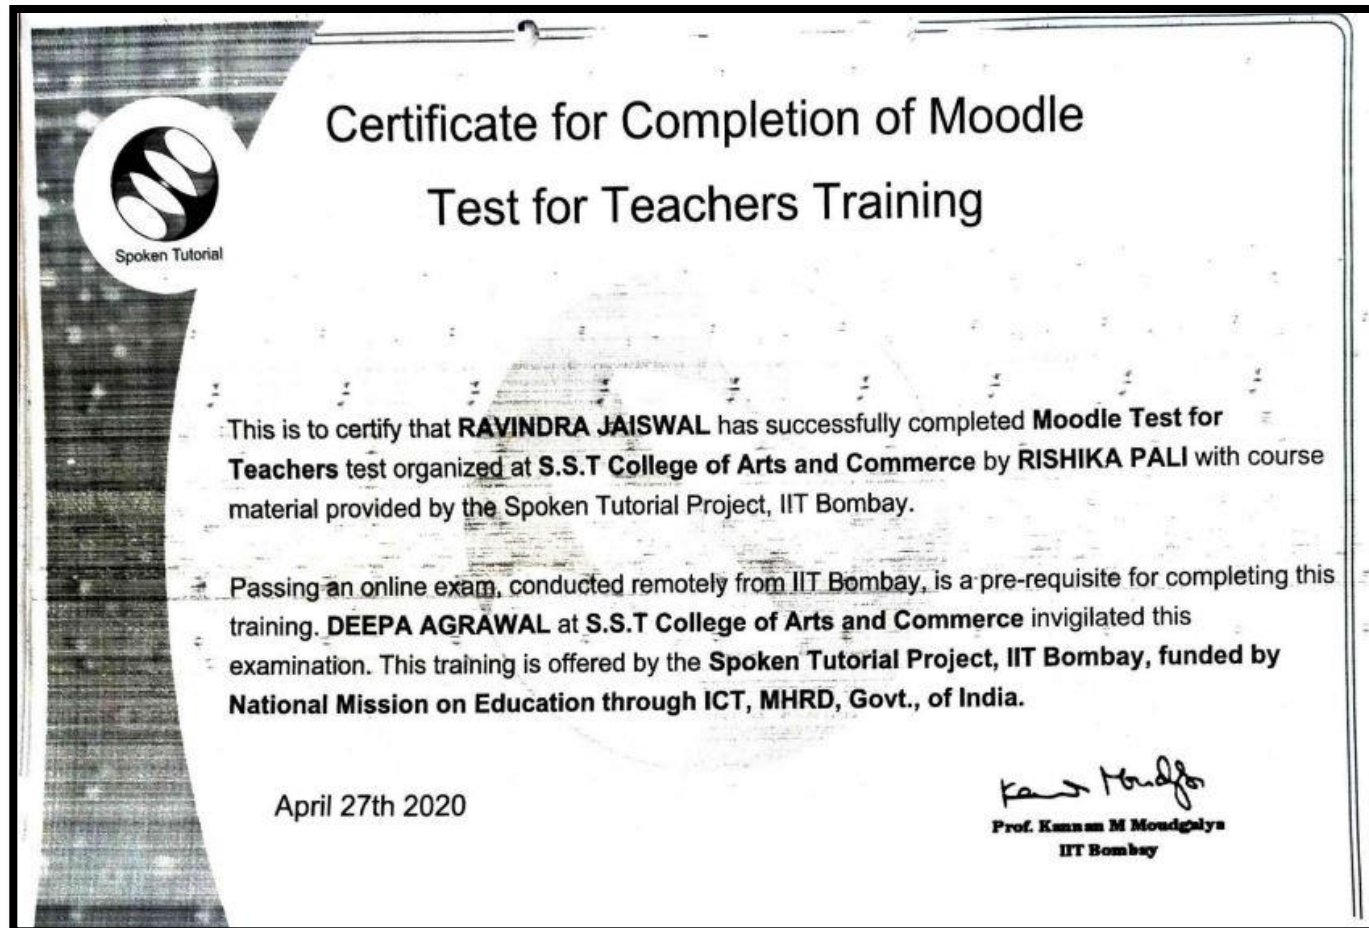 Certificate for Completion of Moodle
Test for Teachers Training
Spoken Tutorial
This is to certify that RAVINDRA JAISWAL has successfully completed Moodle Test for
Teachers test organized at S.S.T College of Arts and Commerce by RISHIKA PALI with course
material provided by the Spoken Tutorial Project, IIT Bombay.
Passing an online exam, conducted remotely from IIT Bombay, is a pre-requisite for completing this
training. DEEPA AGRAWAL at S.S.T College of Arts and Commerce invigilated this
examination. This training is offered by the Spoken Tutorial Project, IIT Bombay, funded by
National Mission on Education through ICT, MHRD, Govt., of India.
April 27th 2020
Kannan Moudgalya
Prof. Kannan M Moudgalya
IIT Bombay